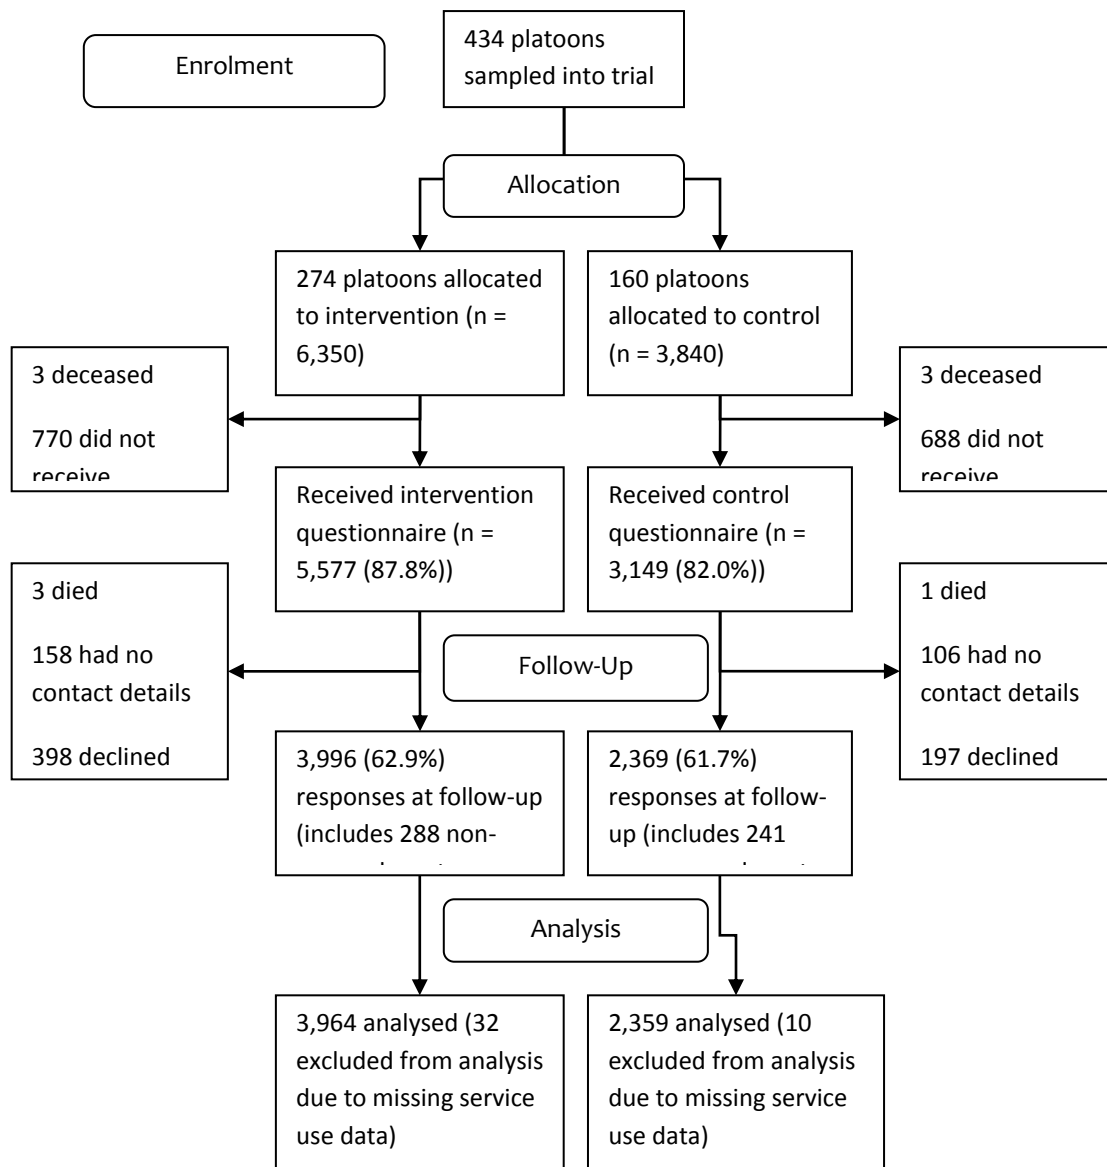 Enrolment
434 platoons
sampled into trial
Allocation
274 platoons allocated
to intervention (n =
6,350)
160 platoons
allocated to control
(n = 3,840)
3 deceased
770 did not
receive
3 deceased
688 did not
receive
Received intervention
questionnaire (n =
5,577 (87.8%))
Received control
questionnaire (n =
3,149 (82.0%))
3 died
158 had no
contact details
398 declined
Follow-Up
1 died
106 had no
contact details
197 declined
3,996 (62.9%)
responses at follow-up
(includes 288 non-
2,369 (61.7%)
responses at follow-
up (includes 241
Analysis
3,964 analysed (32
excluded from analysis
due to missing service
use data)
2,359 analysed (10
excluded from analysis
due to missing service
use data)